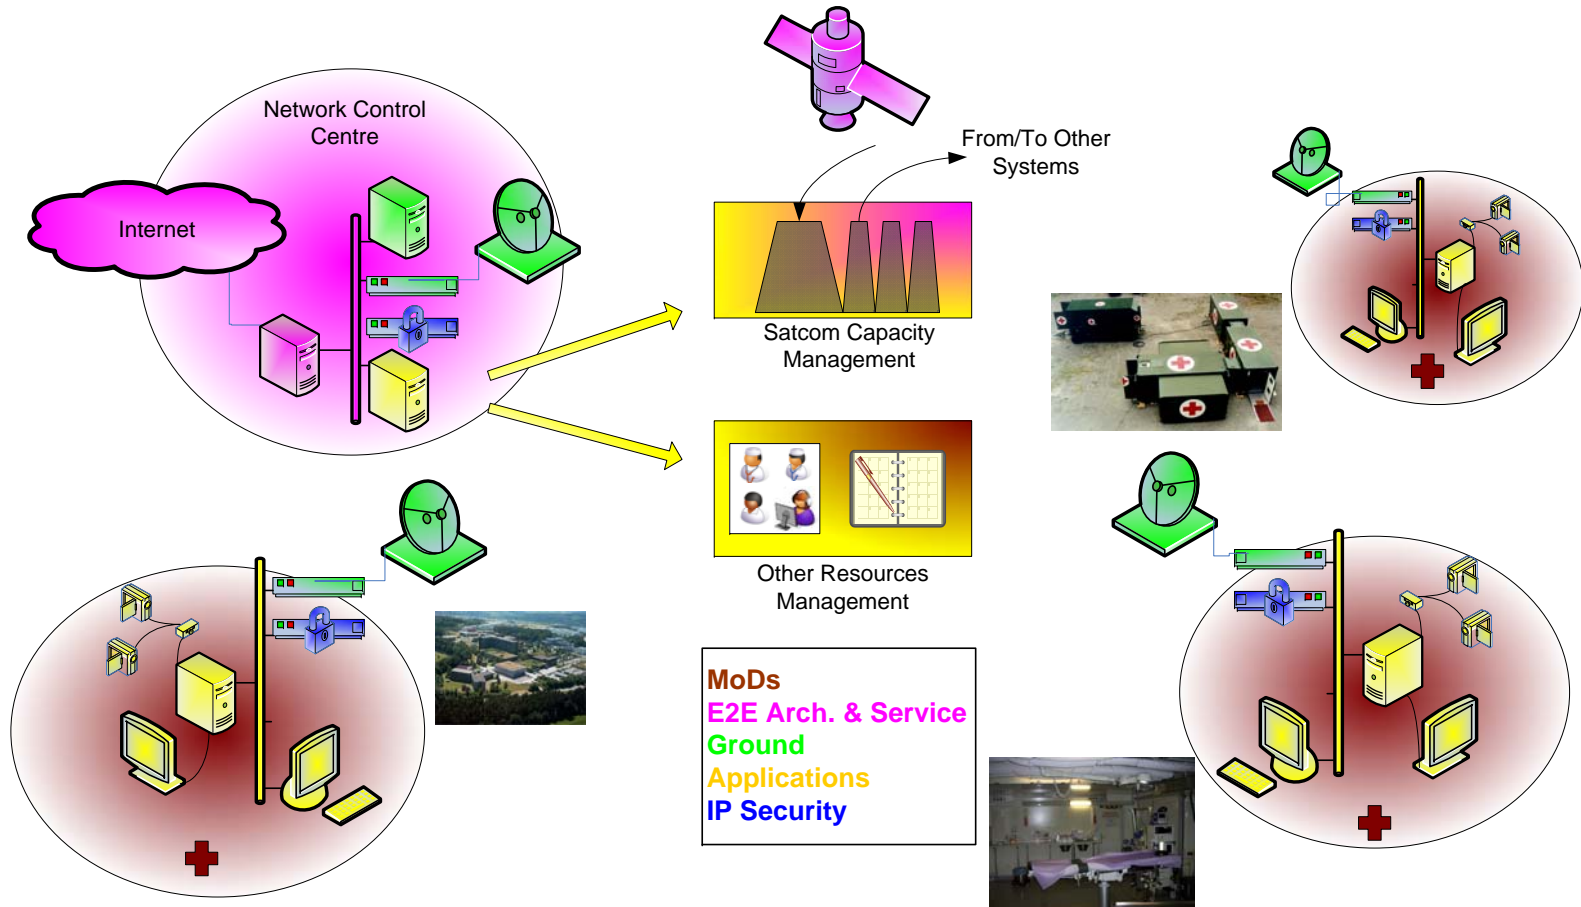 Network Control
Centre
Internet
From/To Other
Systems
Satcom Capacity
Management
Other Resources
Management
MoDs
E2E Arch. & Service
Ground
Applications
IP Security